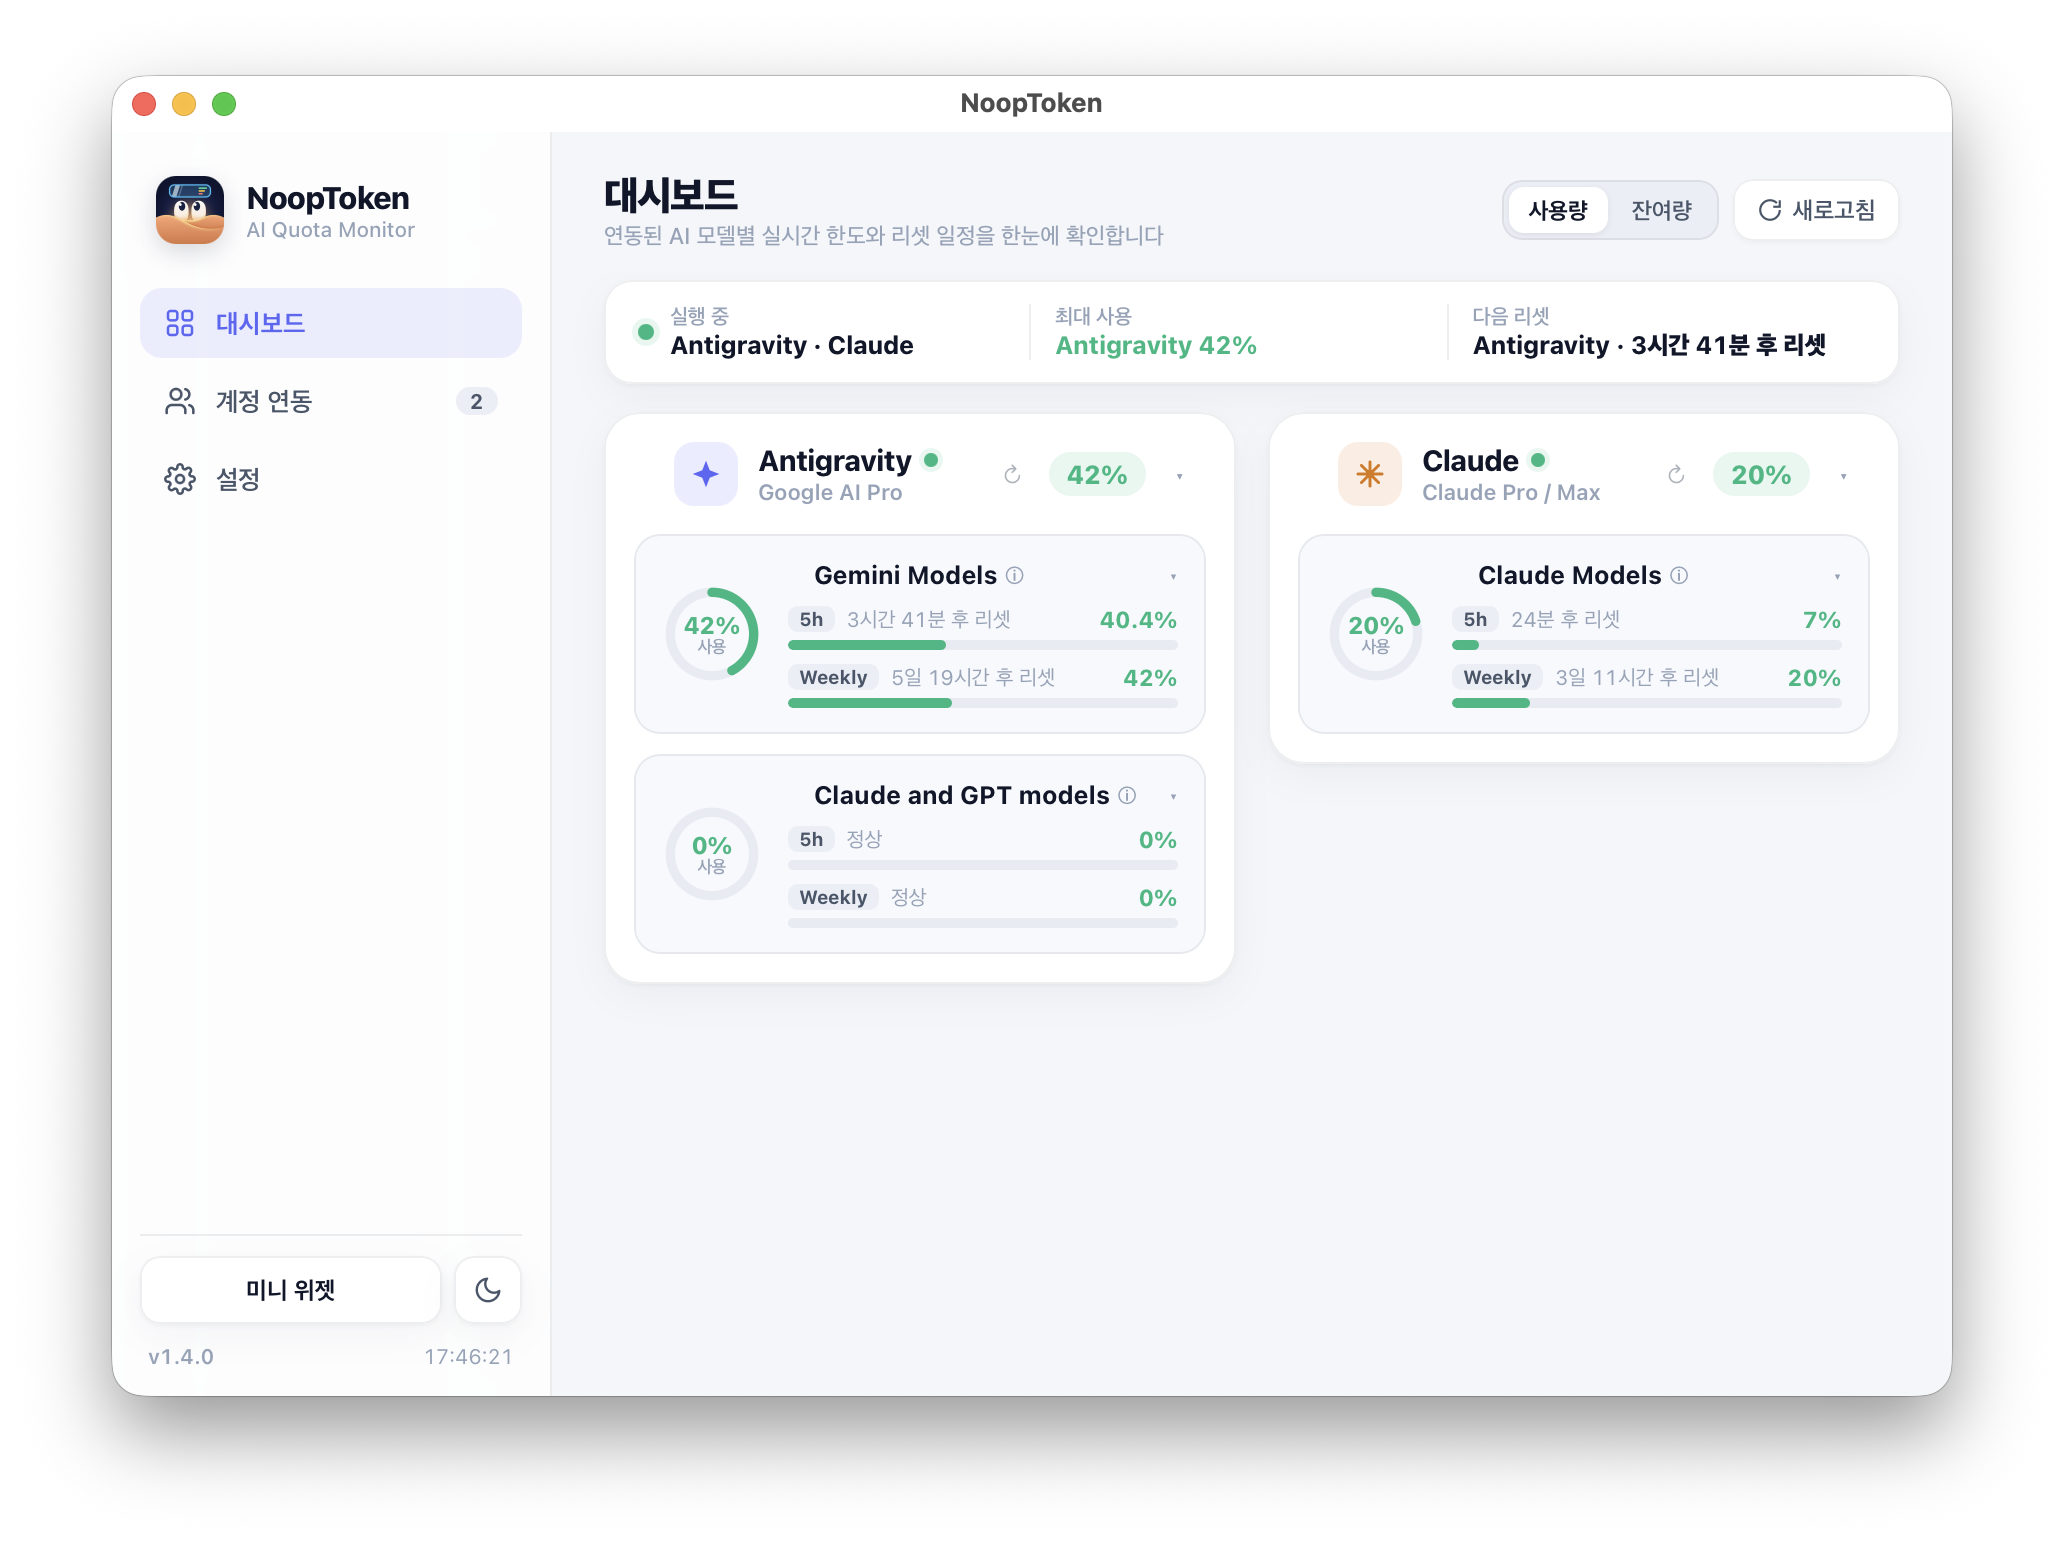 NoopToken
NoopToken
AI Quota Monitor
대시보드
계정 연동 2
설정
미니 위젯
v1.4.0 17:46:21
대시보드
연동된 AI 모델별 실시간 한도와 리셋 일정을 한눈에 확인합니다
사용량 잔여량 새로고침
실행 중
Antigravity · Claude
최대 사용
Antigravity 42%
다음 리셋
Antigravity · 3시간 41분 후 리셋
Antigravity
Google AI Pro
42%
Gemini Models
42%
사용
5h 3시간 41분 후 리셋 40.4%
Weekly 5일 19시간 후 리셋 42%
Claude and GPT models
0%
사용
5h 정상 0%
Weekly 정상 0%
Claude
Claude Pro / Max
20%
Claude Models
20%
사용
5h 24분 후 리셋 7%
Weekly 3일 11시간 후 리셋 20%